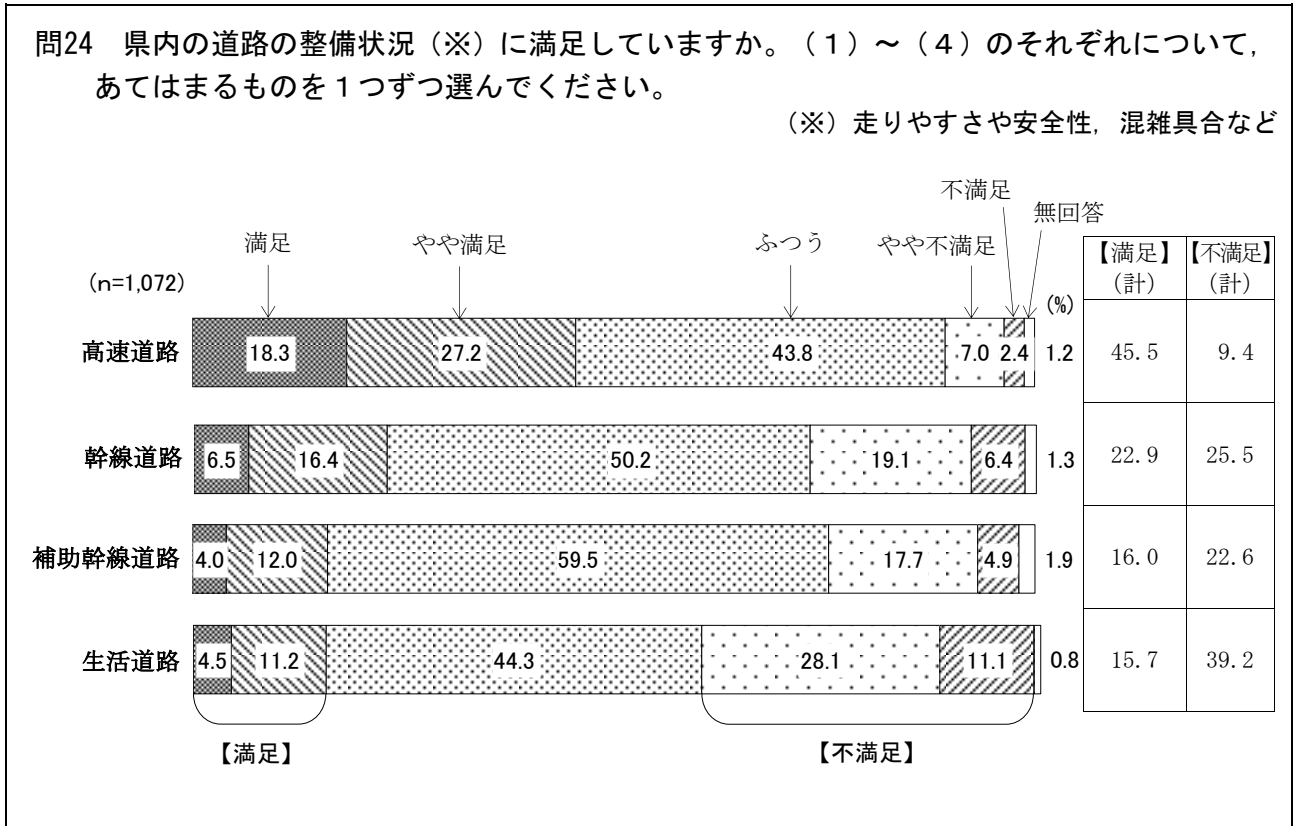 問24　県内の道路の整備状況（※）に満足していますか。（１）～（４）のそれぞれについて，
あてはまるものを１つずつ選んでください。
（※）走りやすさや安全性，混雑具合など
不満足
無回答
満足
やや満足
ふつう
やや不満足
【満足】
（計）
【不満足】
（計）
(n=1,072)
(%)
高速道路 18.3 27.2 43.8 7.0 2.4 1.2 45.5 9.4
幹線道路 6.5 16.4 50.2 19.1 6.4 1.3 22.9 25.5
補助幹線道路 4.0 12.0 59.5 17.7 4.9 1.9 16.0 22.6
生活道路 4.5 11.2 44.3 28.1 11.1 0.8 15.7 39.2
【満足】
【不満足】